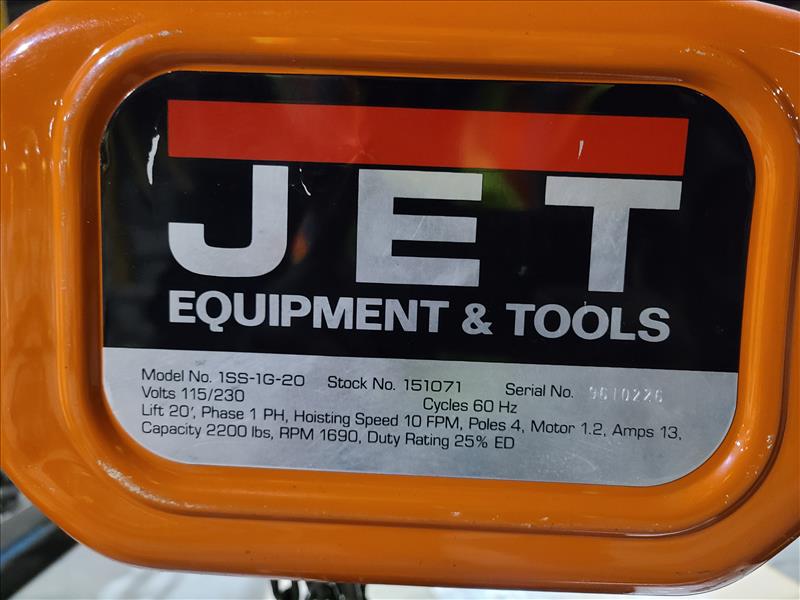 JET
EQUIPMENT & TOOLS
Model No. 1SS-1G-20 Stock No. 151071 Serial No.
Volts 115/230 Cycles 60 Hz
Lift 20', Phase 1 PH, Hoisting Speed 10 FPM, Poles 4, Motor 1.2, Amps 13,
Capacity 2200 lbs, RPM 1690, Duty Rating 25% ED